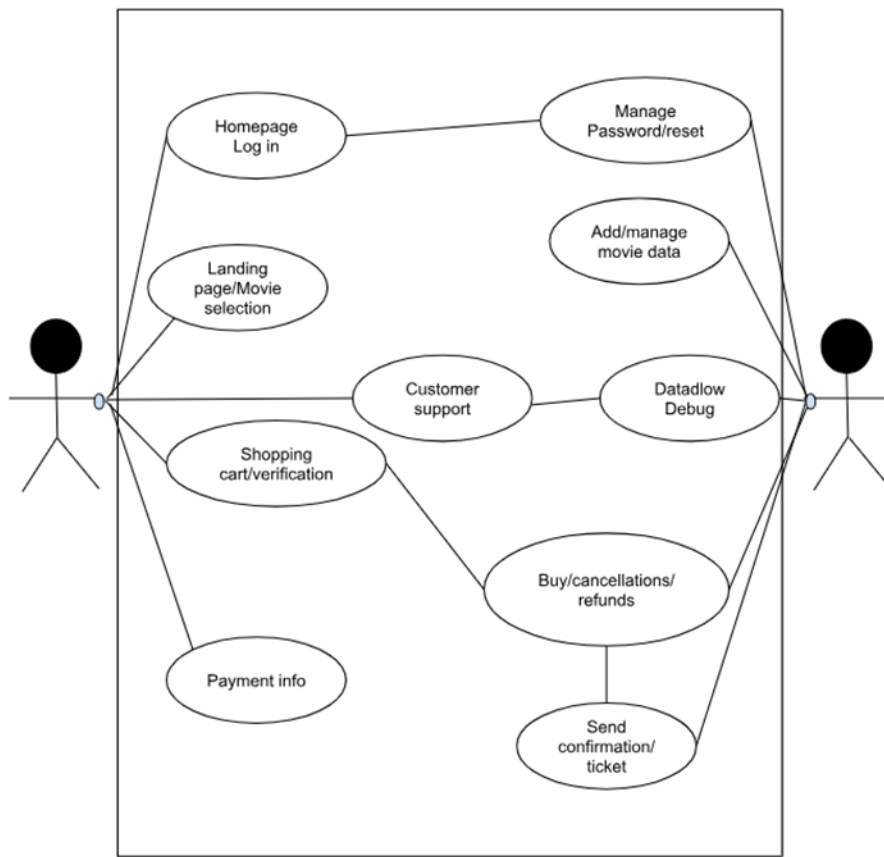 Homepage
Log in
Manage
Password/reset
Add/manage
movie data
Landing
page/Movie
selection
Customer
support
Datadlow
Debug
Shopping
cart/verification
Buy/cancellations/
refunds
Payment info
Send
confirmation/
ticket